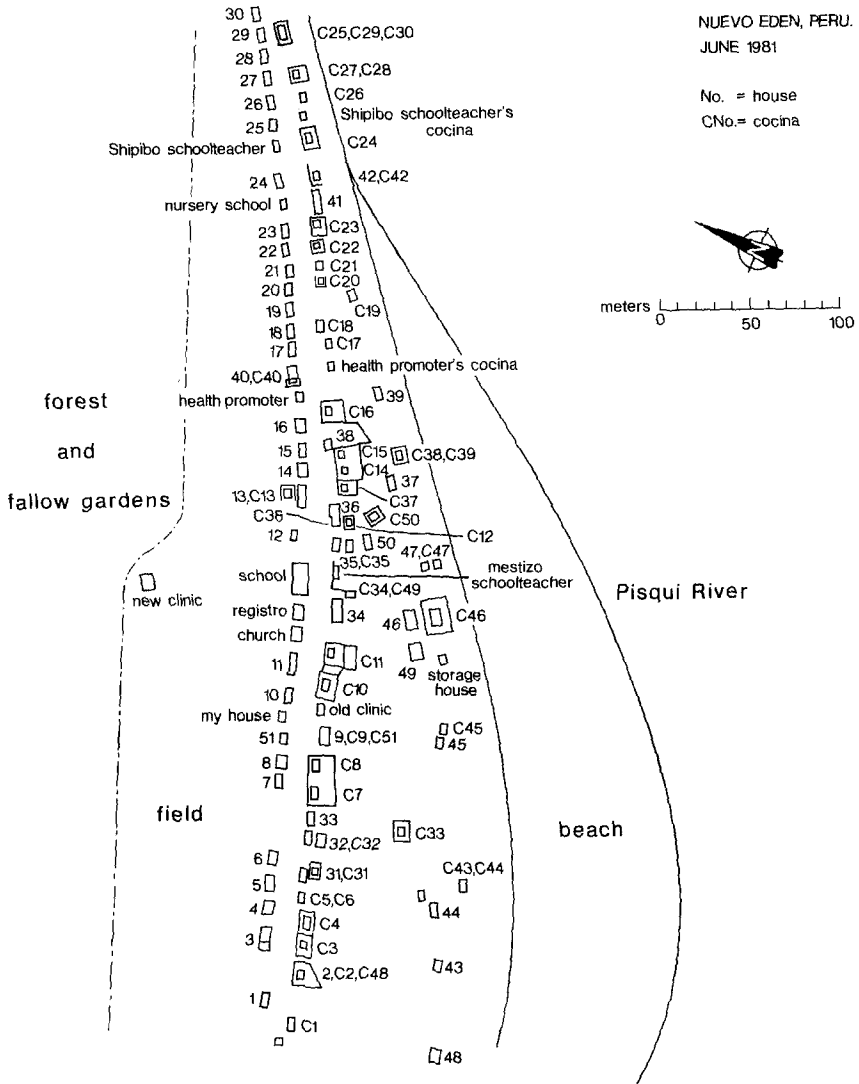 NUEVO EDEN, PERU.
JUNE 1981
No. = house
CNo.= cocina
N
meters 0 50 100
30
29
C25,C29,C30
28
27
C27,C28
26
C26
25
Shipibo schoolteacher's
cocina
Shipibo schoolteacher
C24
24
42,C42
nursery school
41
23
C23
22
C22
21
C21
20
C20
19
C19
18
C18
17
C17
40,C40
health promoter's cocina
health promoter
39
16
C16
38
15
C15
C38,C39
14
C14
37
13,C13
C37
C36
36
C50
12
C12
50
35,C35
47,C47
school
mestizo
schoolteacher
new clinic
C34,C49
registro
34
46
C46
church
11
C11
49
storage
house
10
C10
my house
old clinic
C45
51
9,C9,C51
45
8
C8
7
C7
33
32,C32
C33
6
31,C31
C43,C44
5
C5,C6
4
C4
44
3
C3
43
2,C2,C48
1
C1
48
forest
and
fallow gardens
field
beach
Pisqui River